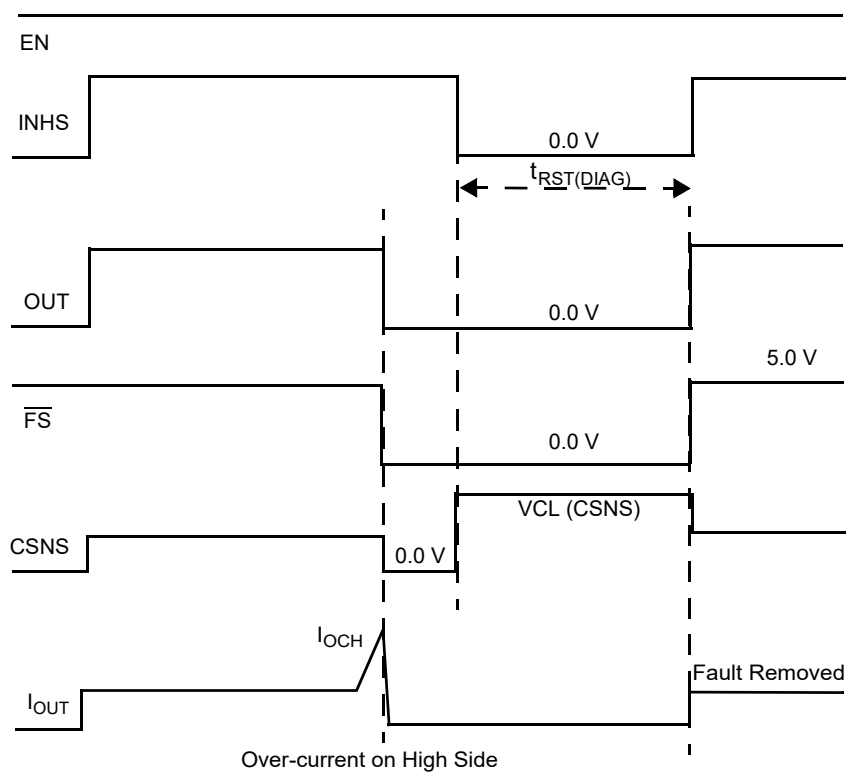 EN
INHS
0.0 V
tRST(DIAG)
OUT
0.0 V
5.0 V
FS
0.0 V
VCL (CSNS)
CSNS
0.0 V
IOCH
Fault Removed
IOUT
Over-current on High Side